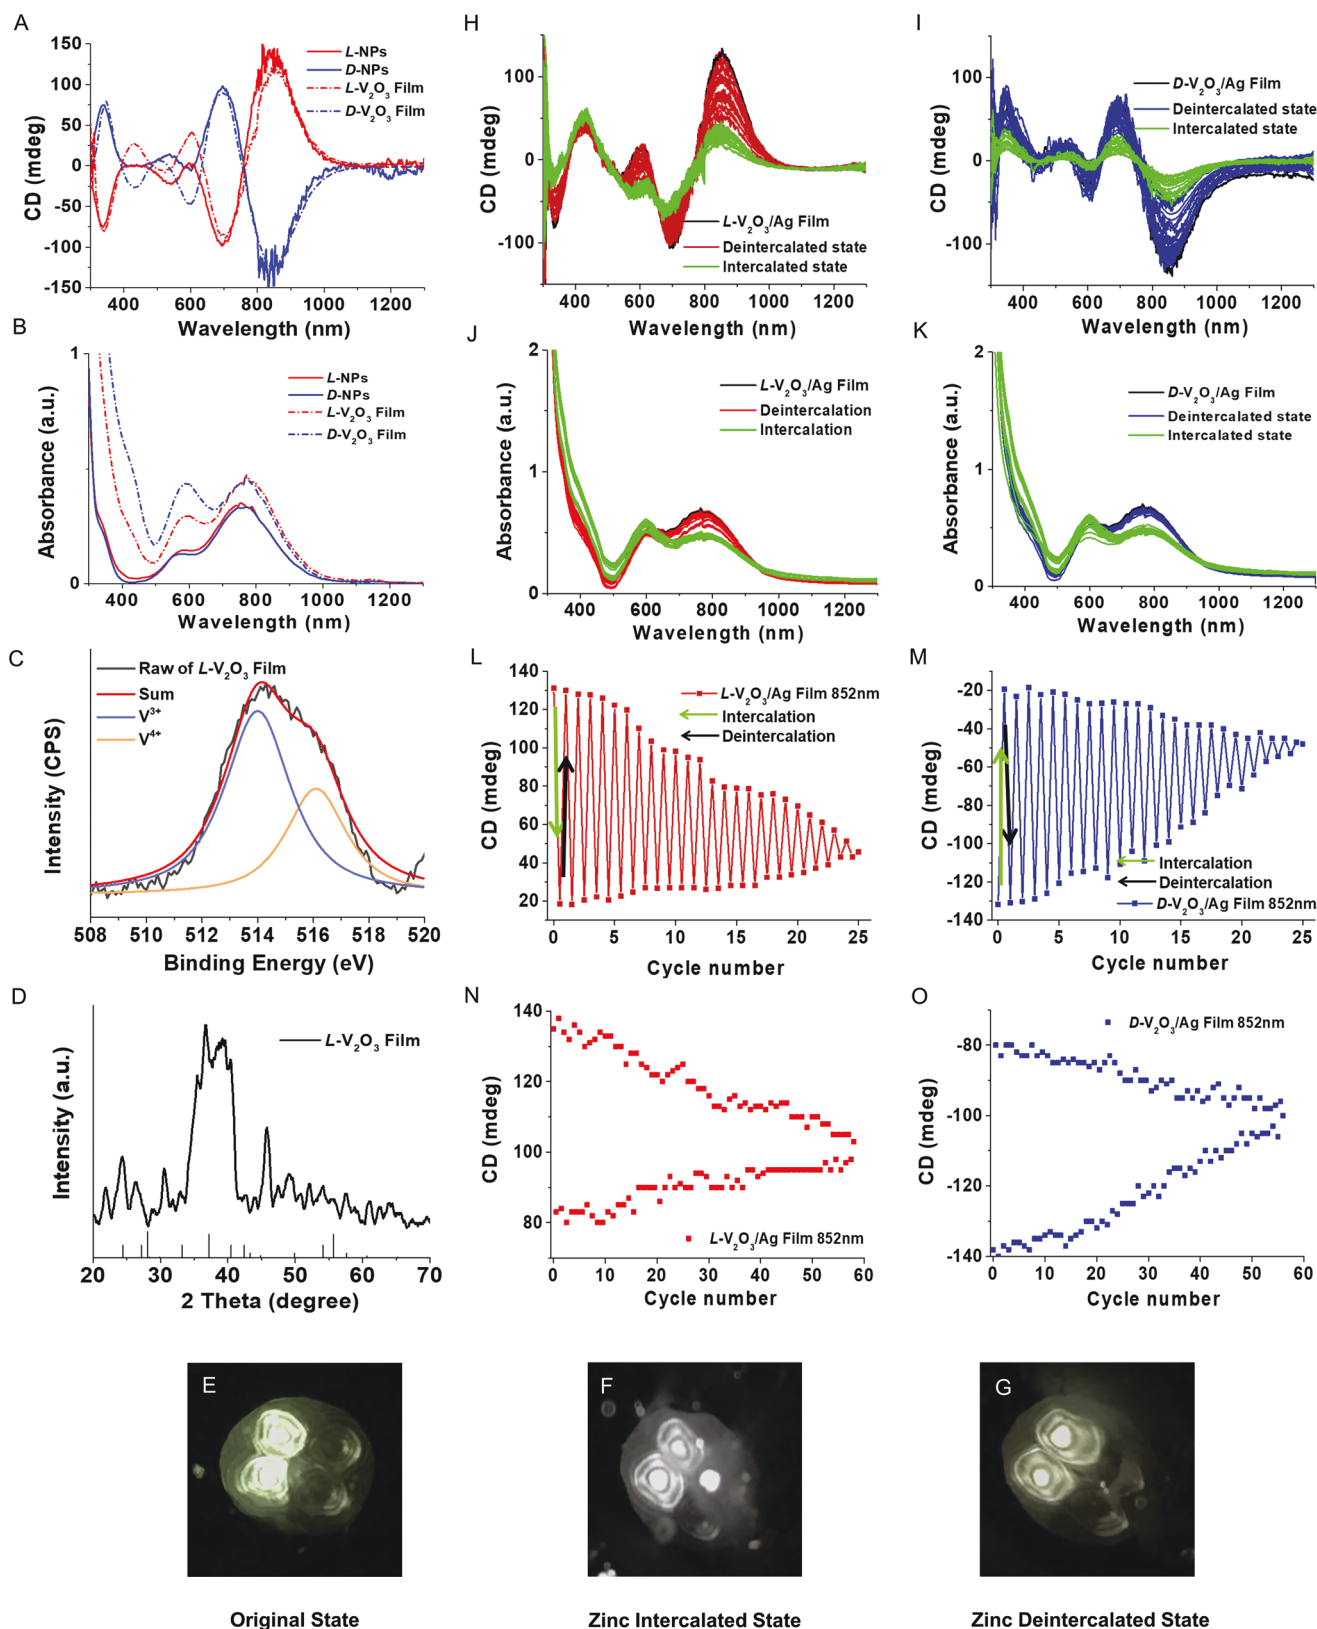 A
CD (mdeg)
150
100
50
0
-50
-100
-150
L-NPs
D-NPs
L-V2O3 Film
D-V2O3 Film
400 600 800 1000 1200
Wavelength (nm)
H
CD (mdeg)
100
0
-100
L-V2O3/Ag Film
Deintercalated state
Intercalated state
400 600 800 1000 1200
Wavelength (nm)
I
CD (mdeg)
100
0
-100
D-V2O3/Ag Film
Deintercalated state
Intercalated state
400 600 800 1000 1200
Wavelength (nm)
B
Absorbance (a.u.)
1
0
L-NPs
D-NPs
L-V2O3 Film
D-V2O3 Film
400 600 800 1000 1200
Wavelength (nm)
J
Absorbance (a.u.)
2
1
0
L-V2O3/Ag Film
Deintercalation
Intercalation
400 600 800 1000 1200
Wavelength (nm)
K
Absorbance (a.u.)
2
1
0
D-V2O3/Ag Film
Deintercalated state
Intercalated state
400 600 800 1000 1200
Wavelength (nm)
C
Intensity (CPS)
Raw of L-V2O3 Film
Sum
V3+
V4+
508 510 512 514 516 518 520
Binding Energy (eV)
L
CD (mdeg)
140
120
100
80
60
40
20
L-V2O3/Ag Film 852nm
Intercalation
Deintercalation
0 5 10 15 20 25
Cycle number
M
CD (mdeg)
-20
-40
-60
-80
-100
-120
-140
Intercalation
Deintercalation
D-V2O3/Ag Film 852nm
0 5 10 15 20 25
Cycle number
D
Intensity (a.u.)
L-V2O3 Film
20 30 40 50 60 70
2 Theta (degree)
N
CD (mdeg)
140
120
100
80
L-V2O3/Ag Film 852nm
0 10 20 30 40 50 60
Cycle number
O
CD (mdeg)
-80
-100
-120
-140
D-V2O3/Ag Film 852nm
0 10 20 30 40 50 60
Cycle number
E
F
G
Original State
Zinc Intercalated State
Zinc Deintercalated State